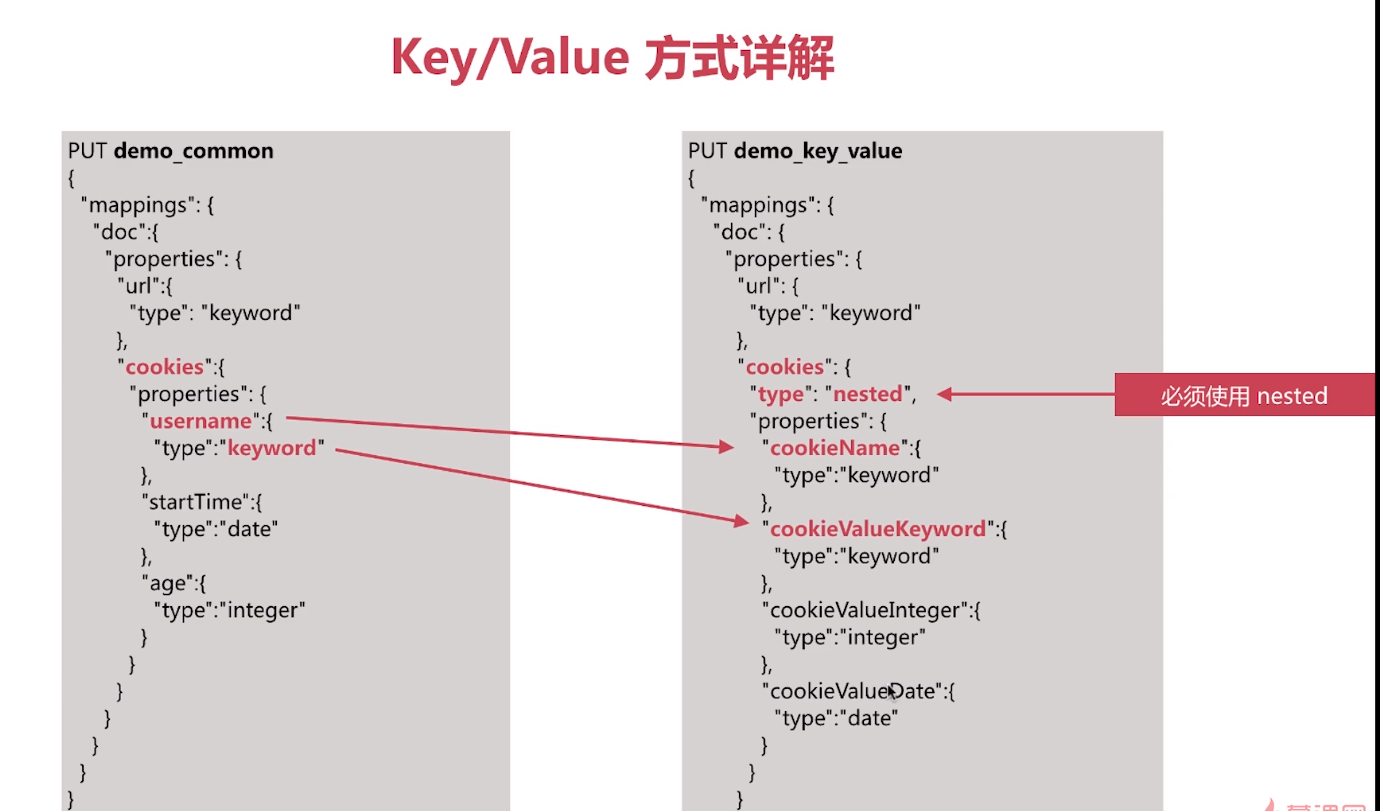 Key/Value 方式详解
PUT demo_common
{
"mappings": {
"doc":{
"properties": {
"url":{
"type": "keyword"
},
"cookies":{
"properties": {
"username":{
"type":"keyword"
},
"startTime":{
"type":"date"
},
"age":{
"type":"integer"
}
}
}
}
}
}
}
PUT demo_key_value
{
"mappings": {
"doc": {
"properties": {
"url": {
"type": "keyword"
},
"cookies": {
"type": "nested",
"properties": {
"cookieName":{
"type":"keyword"
},
"cookieValueKeyword":{
"type":"keyword"
},
"cookieValueInteger":{
"type":"integer"
},
"cookieValueDate":{
"type":"date"
}
}
}
必须使用 nested